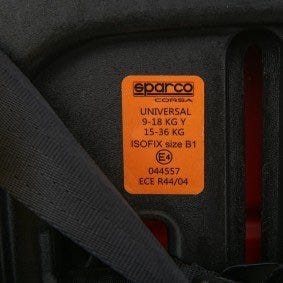 sparco
CORSA
UNIVERSAL
9-18 KG Y
15-36 KG
ISOFIX size B1
E4
044557
ECE R44/04